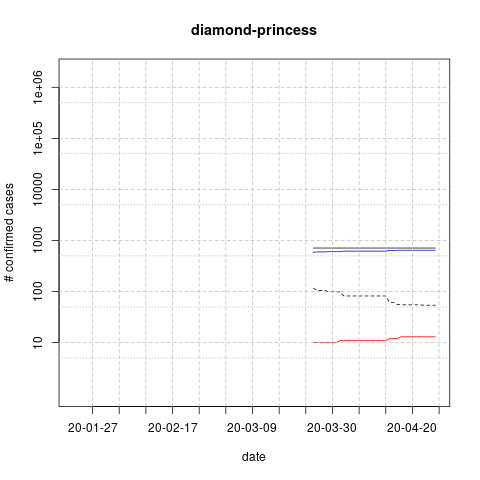 diamond-princess
# confirmed cases
1e+06
1e+05
10000
1000
100
10
20-01-27 20-02-17 20-03-09 20-03-30 20-04-20
date